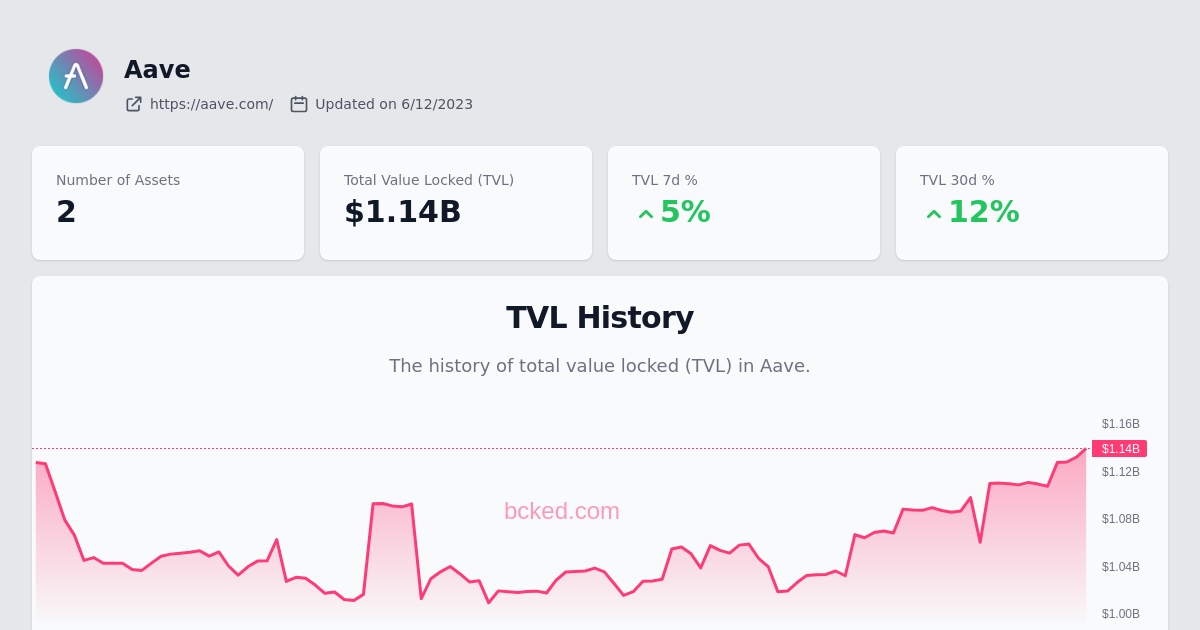 Aave
https://aave.com/ Updated on 6/12/2023
Number of Assets
2
Total Value Locked (TVL)
$1.14B
TVL 7d %
5%
TVL 30d %
12%
TVL History
The history of total value locked (TVL) in Aave.
$1.16B
$1.14B
$1.12B
bcked.com
$1.08B
$1.04B
$1.00B